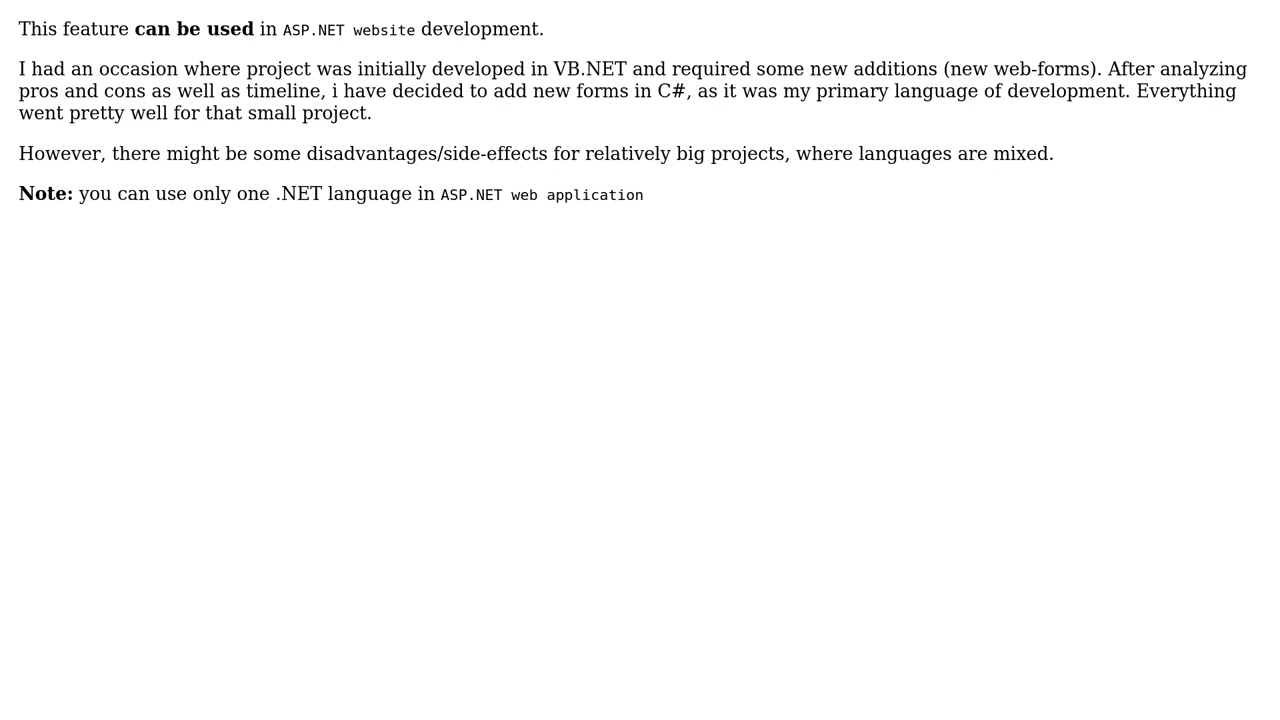 This feature can be used in ASP.NET website development.
I had an occasion where project was initially developed in VB.NET and required some new additions (new web-forms). After analyzing
pros and cons as well as timeline, i have decided to add new forms in C#, as it was my primary language of development. Everything
went pretty well for that small project.
However, there might be some disadvantages/side-effects for relatively big projects, where languages are mixed.
Note: you can use only one .NET language in ASP.NET web application